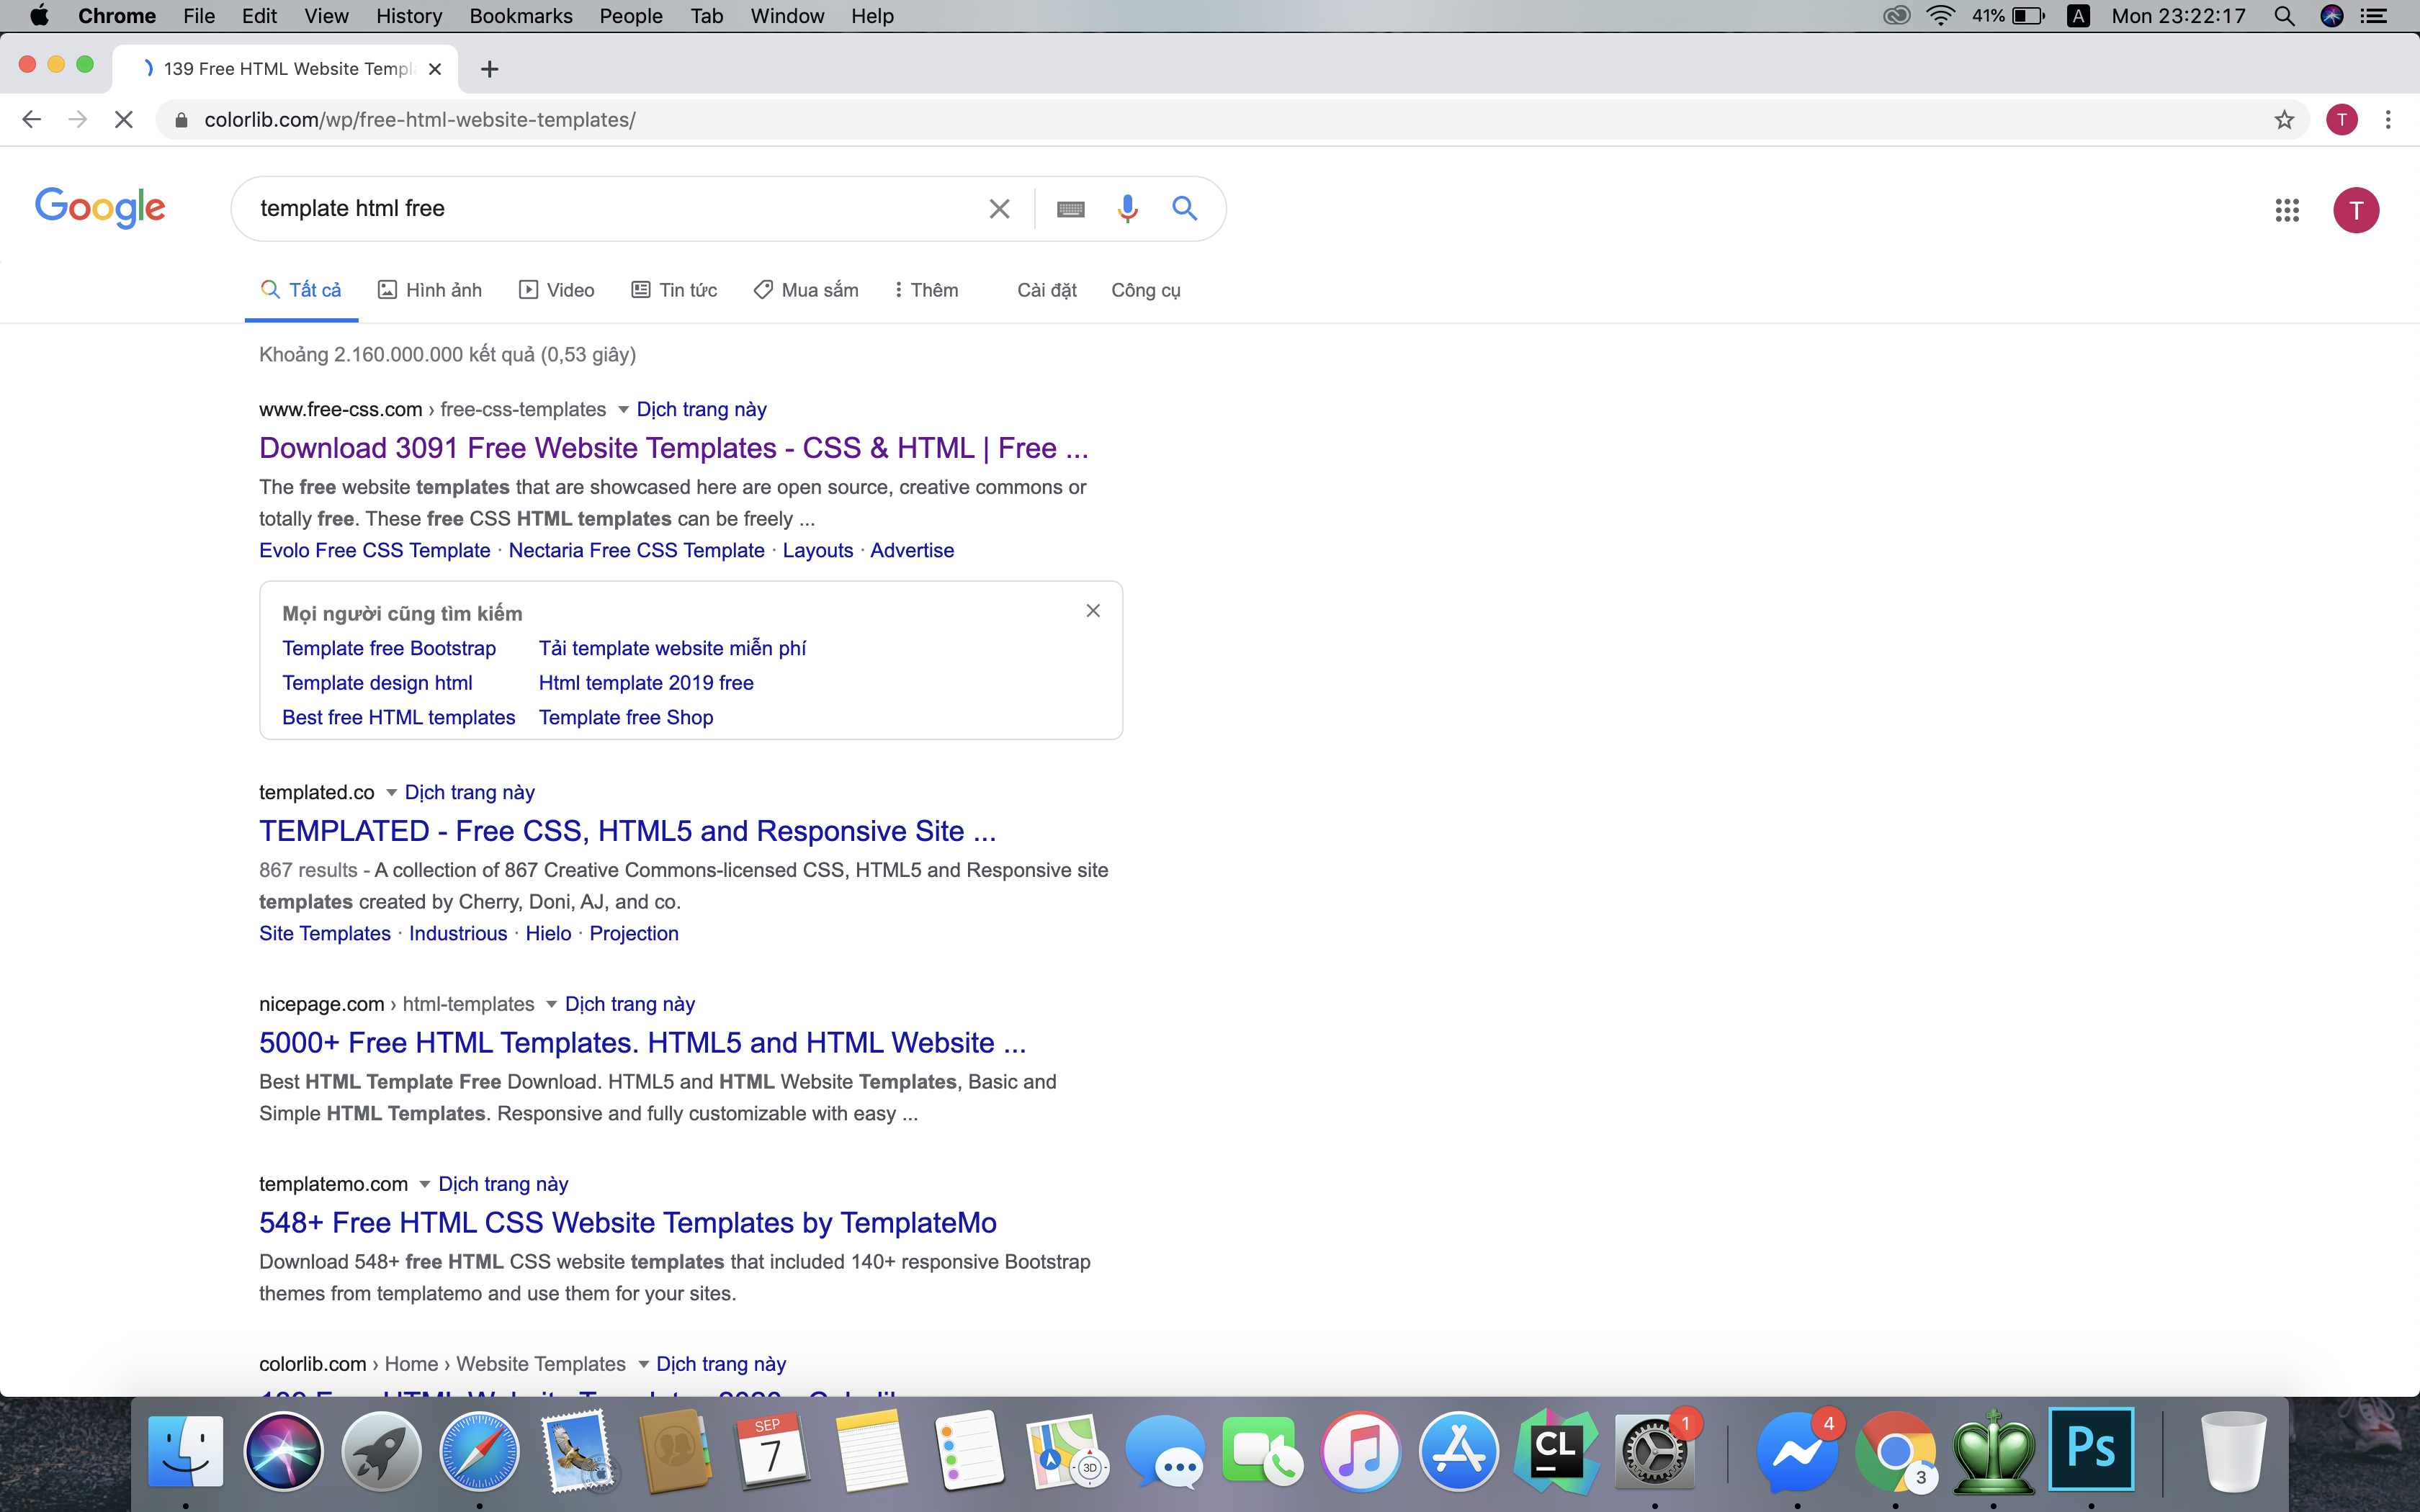 Chrome File Edit View History Bookmarks People Tab Window Help 41% A Mon 23:22:17
139 Free HTML Website Templ
colorlib.com/wp/free-html-website-templates/ T
Google template html free T
Tất cả Hình ảnh Video Tin tức Mua sắm Thêm Cài đặt Công cụ
Khoảng 2.160.000.000 kết quả (0,53 giây)
www.free-css.com › free-css-templates Dịch trang này
Download 3091 Free Website Templates - CSS & HTML | Free ...
The free website templates that are showcased here are open source, creative commons or
totally free. These free CSS HTML templates can be freely ...
Evolo Free CSS Template · Nectaria Free CSS Template · Layouts · Advertise
Mọi người cũng tìm kiếm
Template free Bootstrap Tải template website miễn phí
Template design html Html template 2019 free
Best free HTML templates Template free Shop
templated.co Dịch trang này
TEMPLATED - Free CSS, HTML5 and Responsive Site ...
867 results - A collection of 867 Creative Commons-licensed CSS, HTML5 and Responsive site
templates created by Cherry, Doni, AJ, and co.
Site Templates · Industrious · Hielo · Projection
nicepage.com › html-templates Dịch trang này
5000+ Free HTML Templates. HTML5 and HTML Website ...
Best HTML Template Free Download. HTML5 and HTML Website Templates, Basic and
Simple HTML Templates. Responsive and fully customizable with easy ...
templatemo.com Dịch trang này
548+ Free HTML CSS Website Templates by TemplateMo
Download 548+ free HTML CSS website templates that included 140+ responsive Bootstrap
themes from templatemo and use them for your sites.
colorlib.com › Home › Website Templates Dịch trang này
139 Free HTML Website Templates 2020 - Colorlib
SEP
7
3D
CL
1
4
3
Ps